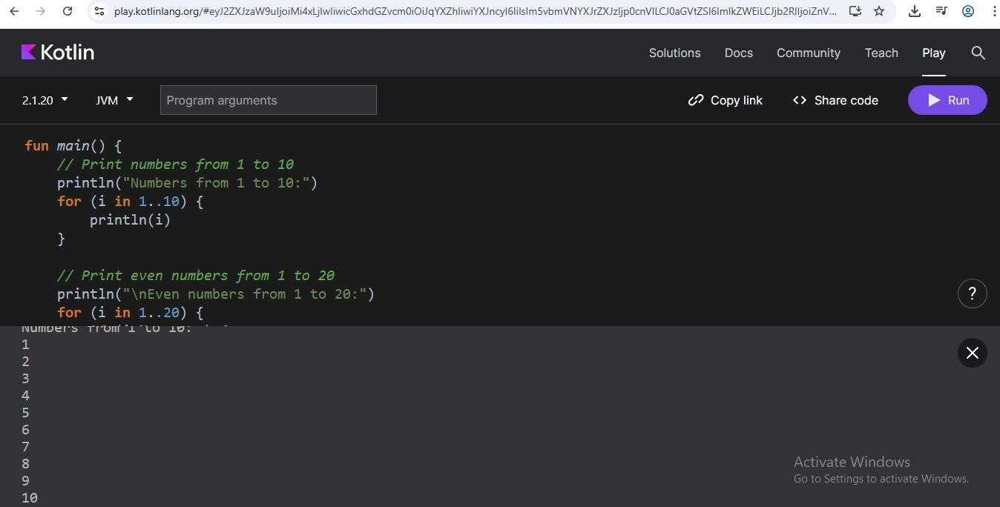 play.kotlinlang.org/#eyJ2ZXJzaW9uIjoiMi4xLjIwIiwicGxhdGZvcm0iOiJqYXZhIiwiYXJncyI6IiIsIm5vbmVNYXJrZXJzIjp0cnVlLCJ0aGVtZSI6ImlkZWEiLCJjb2RlIjoiZnV...
Kotlin
Solutions Docs Community Teach Play
2.1.20 JVM Program arguments Copy link <> Share code Run
fun main() {
    // Print numbers from 1 to 10
    println("Numbers from 1 to 10:")
    for (i in 1..10) {
        println(i)
    }
    // Print even numbers from 1 to 20
    println("\nEven numbers from 1 to 20:")
    for (i in 1..20) {
?
Numbers from 1 to 10:
1
2
3
4
5
6
7
8
9
10
Activate Windows
Go to Settings to activate Windows.